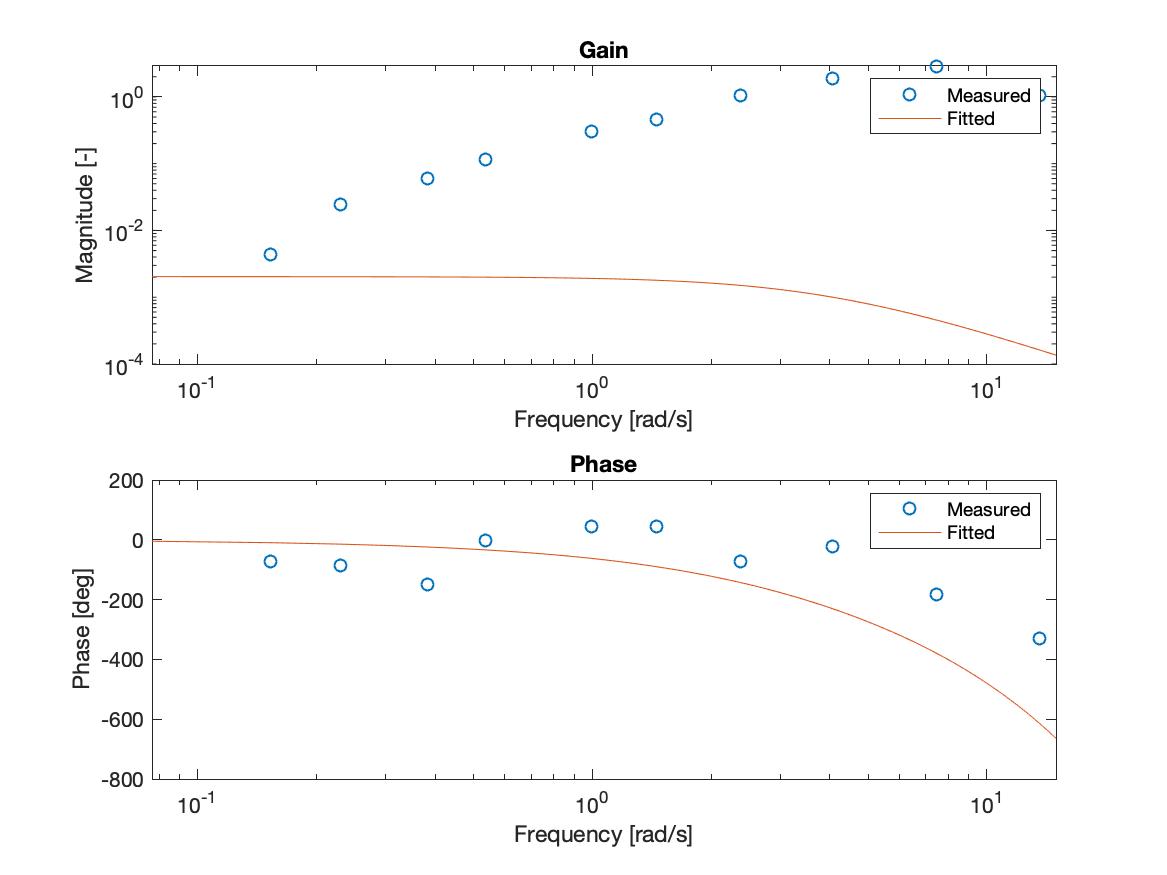 Gain
Measured
Fitted
10^0
10^-2
10^-4
Magnitude [-]
10^-1
10^0
10^1
Frequency [rad/s]
Phase
Measured
Fitted
200
0
-200
-400
-600
-800
Phase [deg]
10^-1
10^0
10^1
Frequency [rad/s]